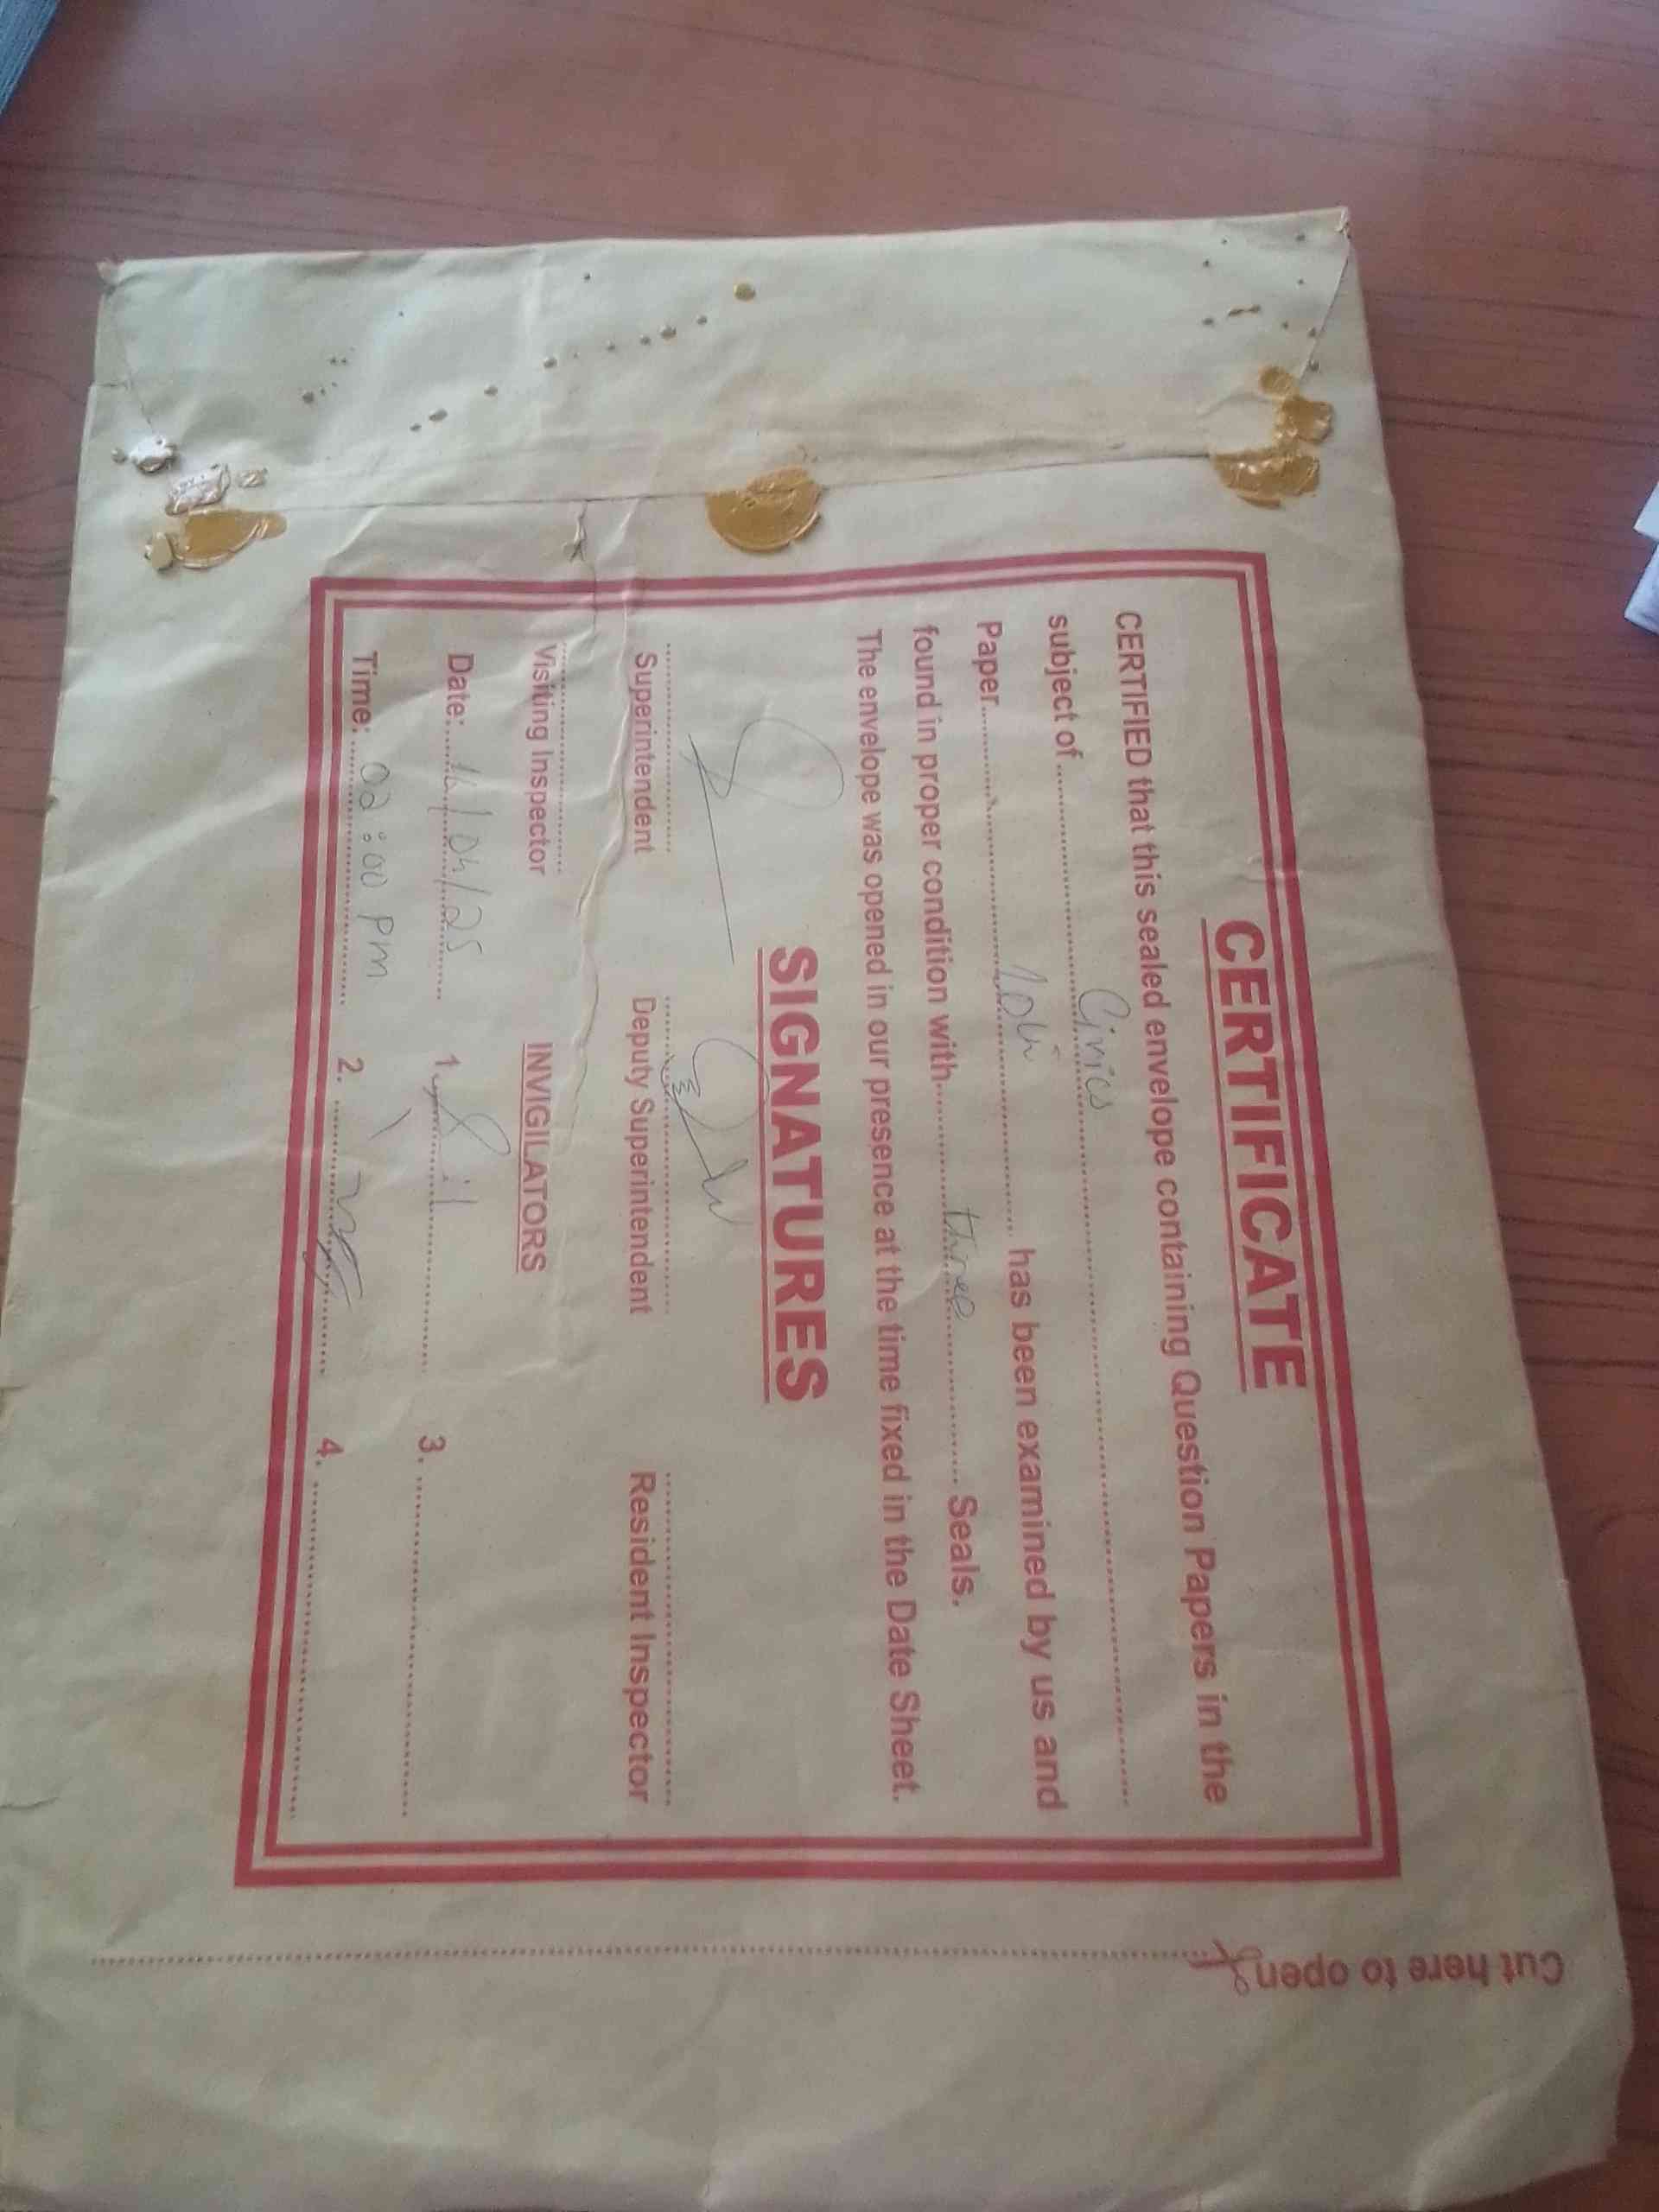 CERTIFICATE
CERTIFIED that this sealed envelope containing Question Papers in the
subject of Civics
Paper 10th has been examined by us and
found in proper condition with three Seals.
The envelope was opened in our presence at the time fixed in the Date Sheet.
SIGNATURES
Superintendent Deputy Superintendent Resident Inspector
Visiting Inspector INVIGILATORS
Date: 16/04/25 1. 3.
Time: 02:00 pm 2. 4.
Cut here to open